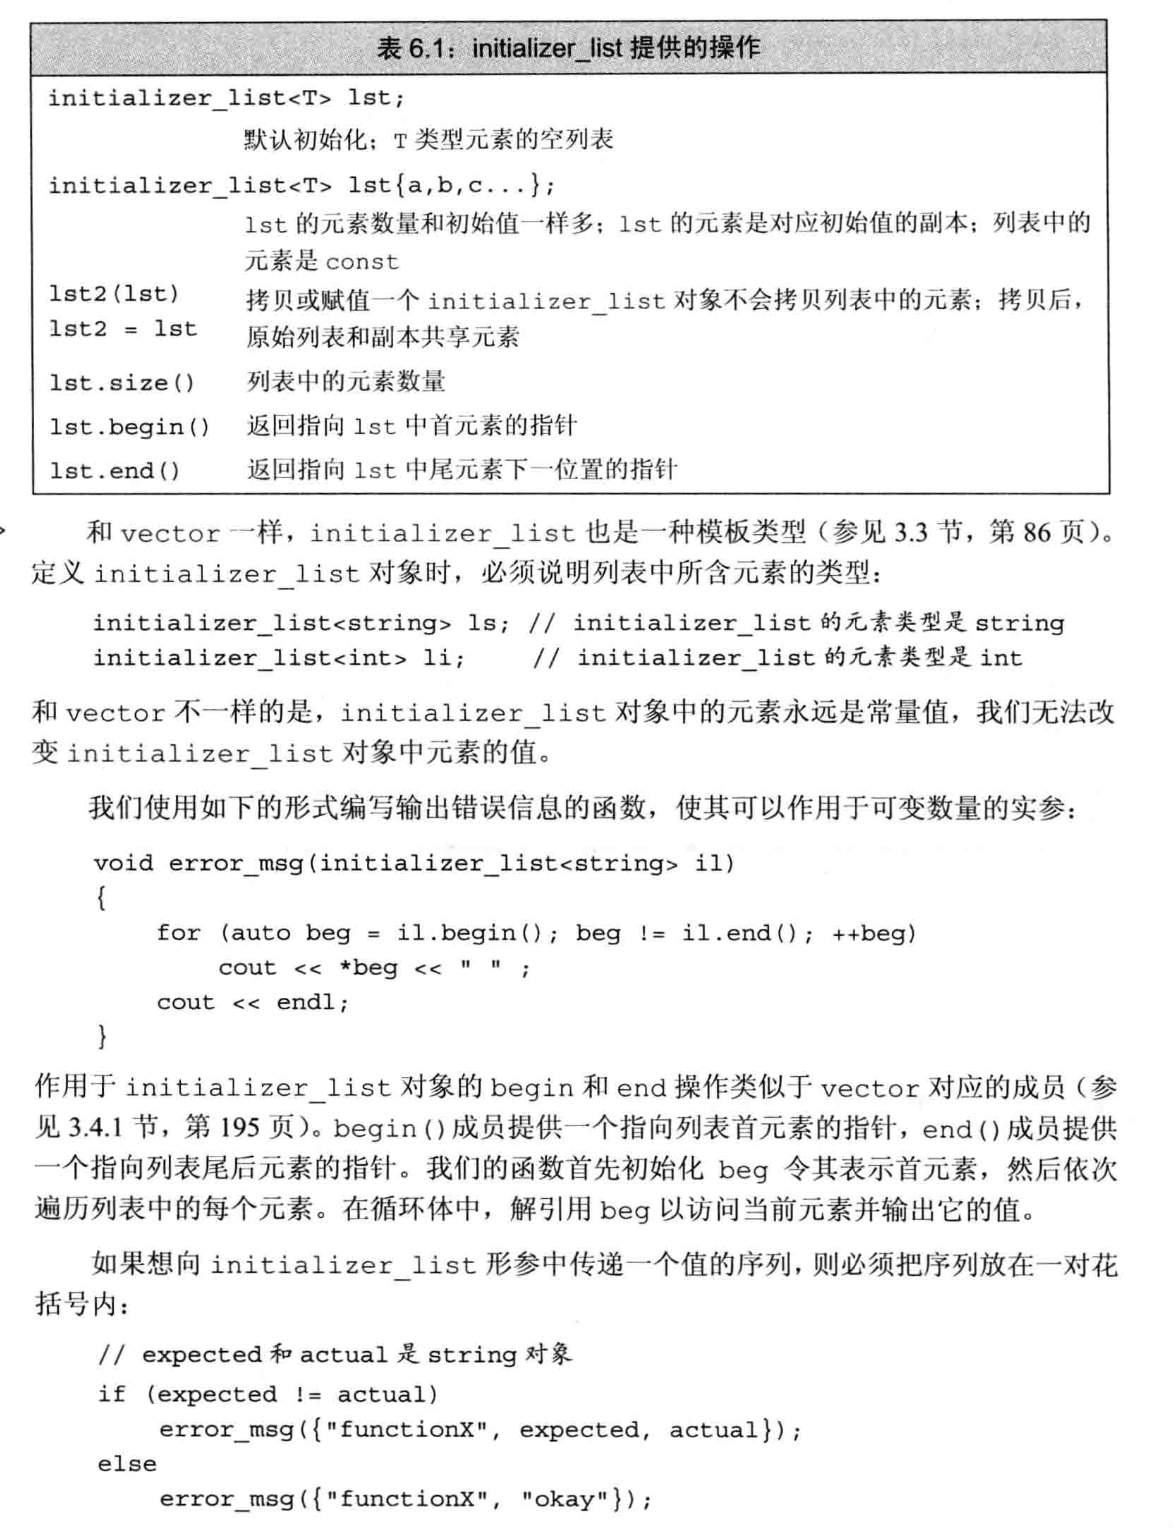 表 6.1：initializer_list 提供的操作
initializer_list<T> lst;
默认初始化；T 类型元素的空列表
initializer_list<T> lst{a,b,c...};
lst 的元素数量和初始值一样多；lst 的元素是对应初始值的副本；列表中的
元素是 const
lst2(lst)
lst2 = lst
拷贝或赋值一个 initializer_list 对象不会拷贝列表中的元素；拷贝后，
原始列表和副本共享元素
lst.size() 列表中的元素数量
lst.begin() 返回指向 lst 中首元素的指针
lst.end() 返回指向 lst 中尾元素下一位置的指针
和 vector 一样，initializer_list 也是一种模板类型（参见 3.3 节，第 86 页）。
定义 initializer_list 对象时，必须说明列表中所含元素的类型：
initializer_list<string> ls; // initializer_list 的元素类型是 string
initializer_list<int> li; // initializer_list 的元素类型是 int
和 vector 不一样的是，initializer_list 对象中的元素永远是常量值，我们无法改
变 initializer_list 对象中元素的值。
我们使用如下的形式编写输出错误信息的函数，使其可以作用于可变数量的实参：
void error_msg(initializer_list<string> il)
{
for (auto beg = il.begin(); beg != il.end(); ++beg)
cout << *beg << " " ;
cout << endl;
}
作用于 initializer_list 对象的 begin 和 end 操作类似于 vector 对应的成员（参
见 3.4.1 节，第 195 页）。begin()成员提供一个指向列表首元素的指针，end()成员提供
一个指向列表尾后元素的指针。我们的函数首先初始化 beg 令其表示首元素，然后依次
遍历列表中的每个元素。在循环体中，解引用 beg 以访问当前元素并输出它的值。
如果想向 initializer_list 形参中传递一个值的序列，则必须把序列放在一对花
括号内：
// expected 和 actual 是 string 对象
if (expected != actual)
error_msg({"functionX", expected, actual});
else
error_msg({"functionX", "okay"});